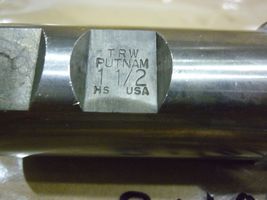 TRW
PUTNAM
1 1/2
HS USA